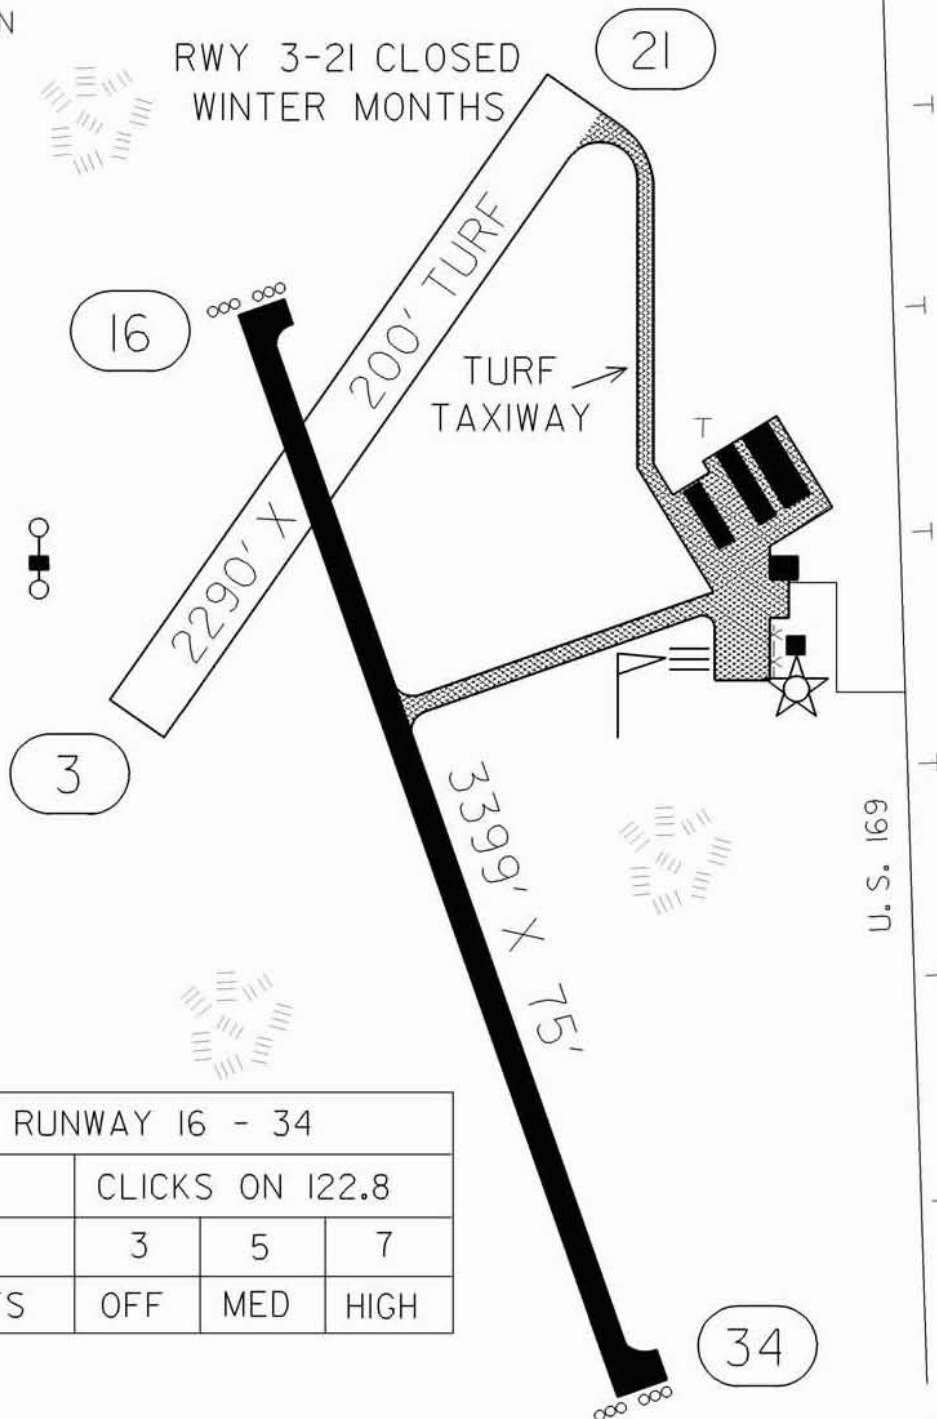 N
RWY 3-21 CLOSED
WINTER MONTHS
21
16
2290' X 200' TURF
TURF
TAXIWAY
3
3399' X 75'
U.S. 169
RUNWAY 16 - 34
CLICKS ON 122.8
3 5 7
TS OFF MED HIGH
34